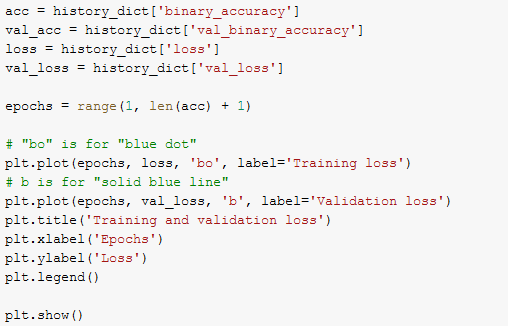 acc = history_dict['binary_accuracy']
val_acc = history_dict['val_binary_accuracy']
loss = history_dict['loss']
val_loss = history_dict['val_loss']
epochs = range(1, len(acc) + 1)
# "bo" is for "blue dot"
plt.plot(epochs, loss, 'bo', label='Training loss')
# b is for "solid blue line"
plt.plot(epochs, val_loss, 'b', label='Validation loss')
plt.title('Training and validation loss')
plt.xlabel('Epochs')
plt.ylabel('Loss')
plt.legend()
plt.show()